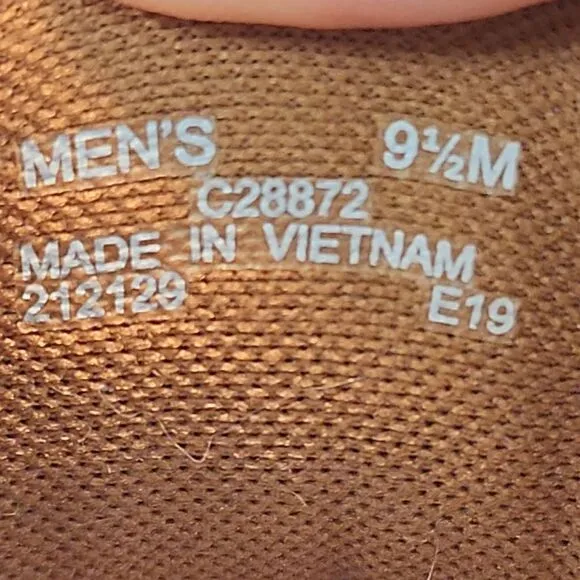 MEN'S 9½M
C28872
MADE IN VIETNAM
212129 E19